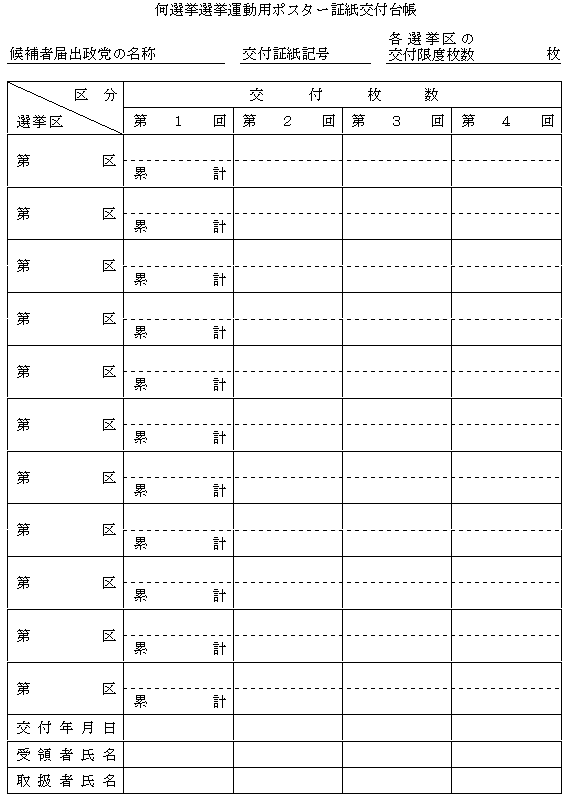 何選挙選挙運動用ポスター証紙交付台帳
候補者届出政党の名称 交付証紙記号 各選挙区の交付限度枚数 枚
区分 交付枚数
選挙区 第１回 第２回 第３回 第４回
第 区
累 計
第 区
累 計
第 区
累 計
第 区
累 計
第 区
累 計
第 区
累 計
第 区
累 計
第 区
累 計
第 区
累 計
第 区
累 計
第 区
累 計
交付年月日
受領者氏名
取扱者氏名